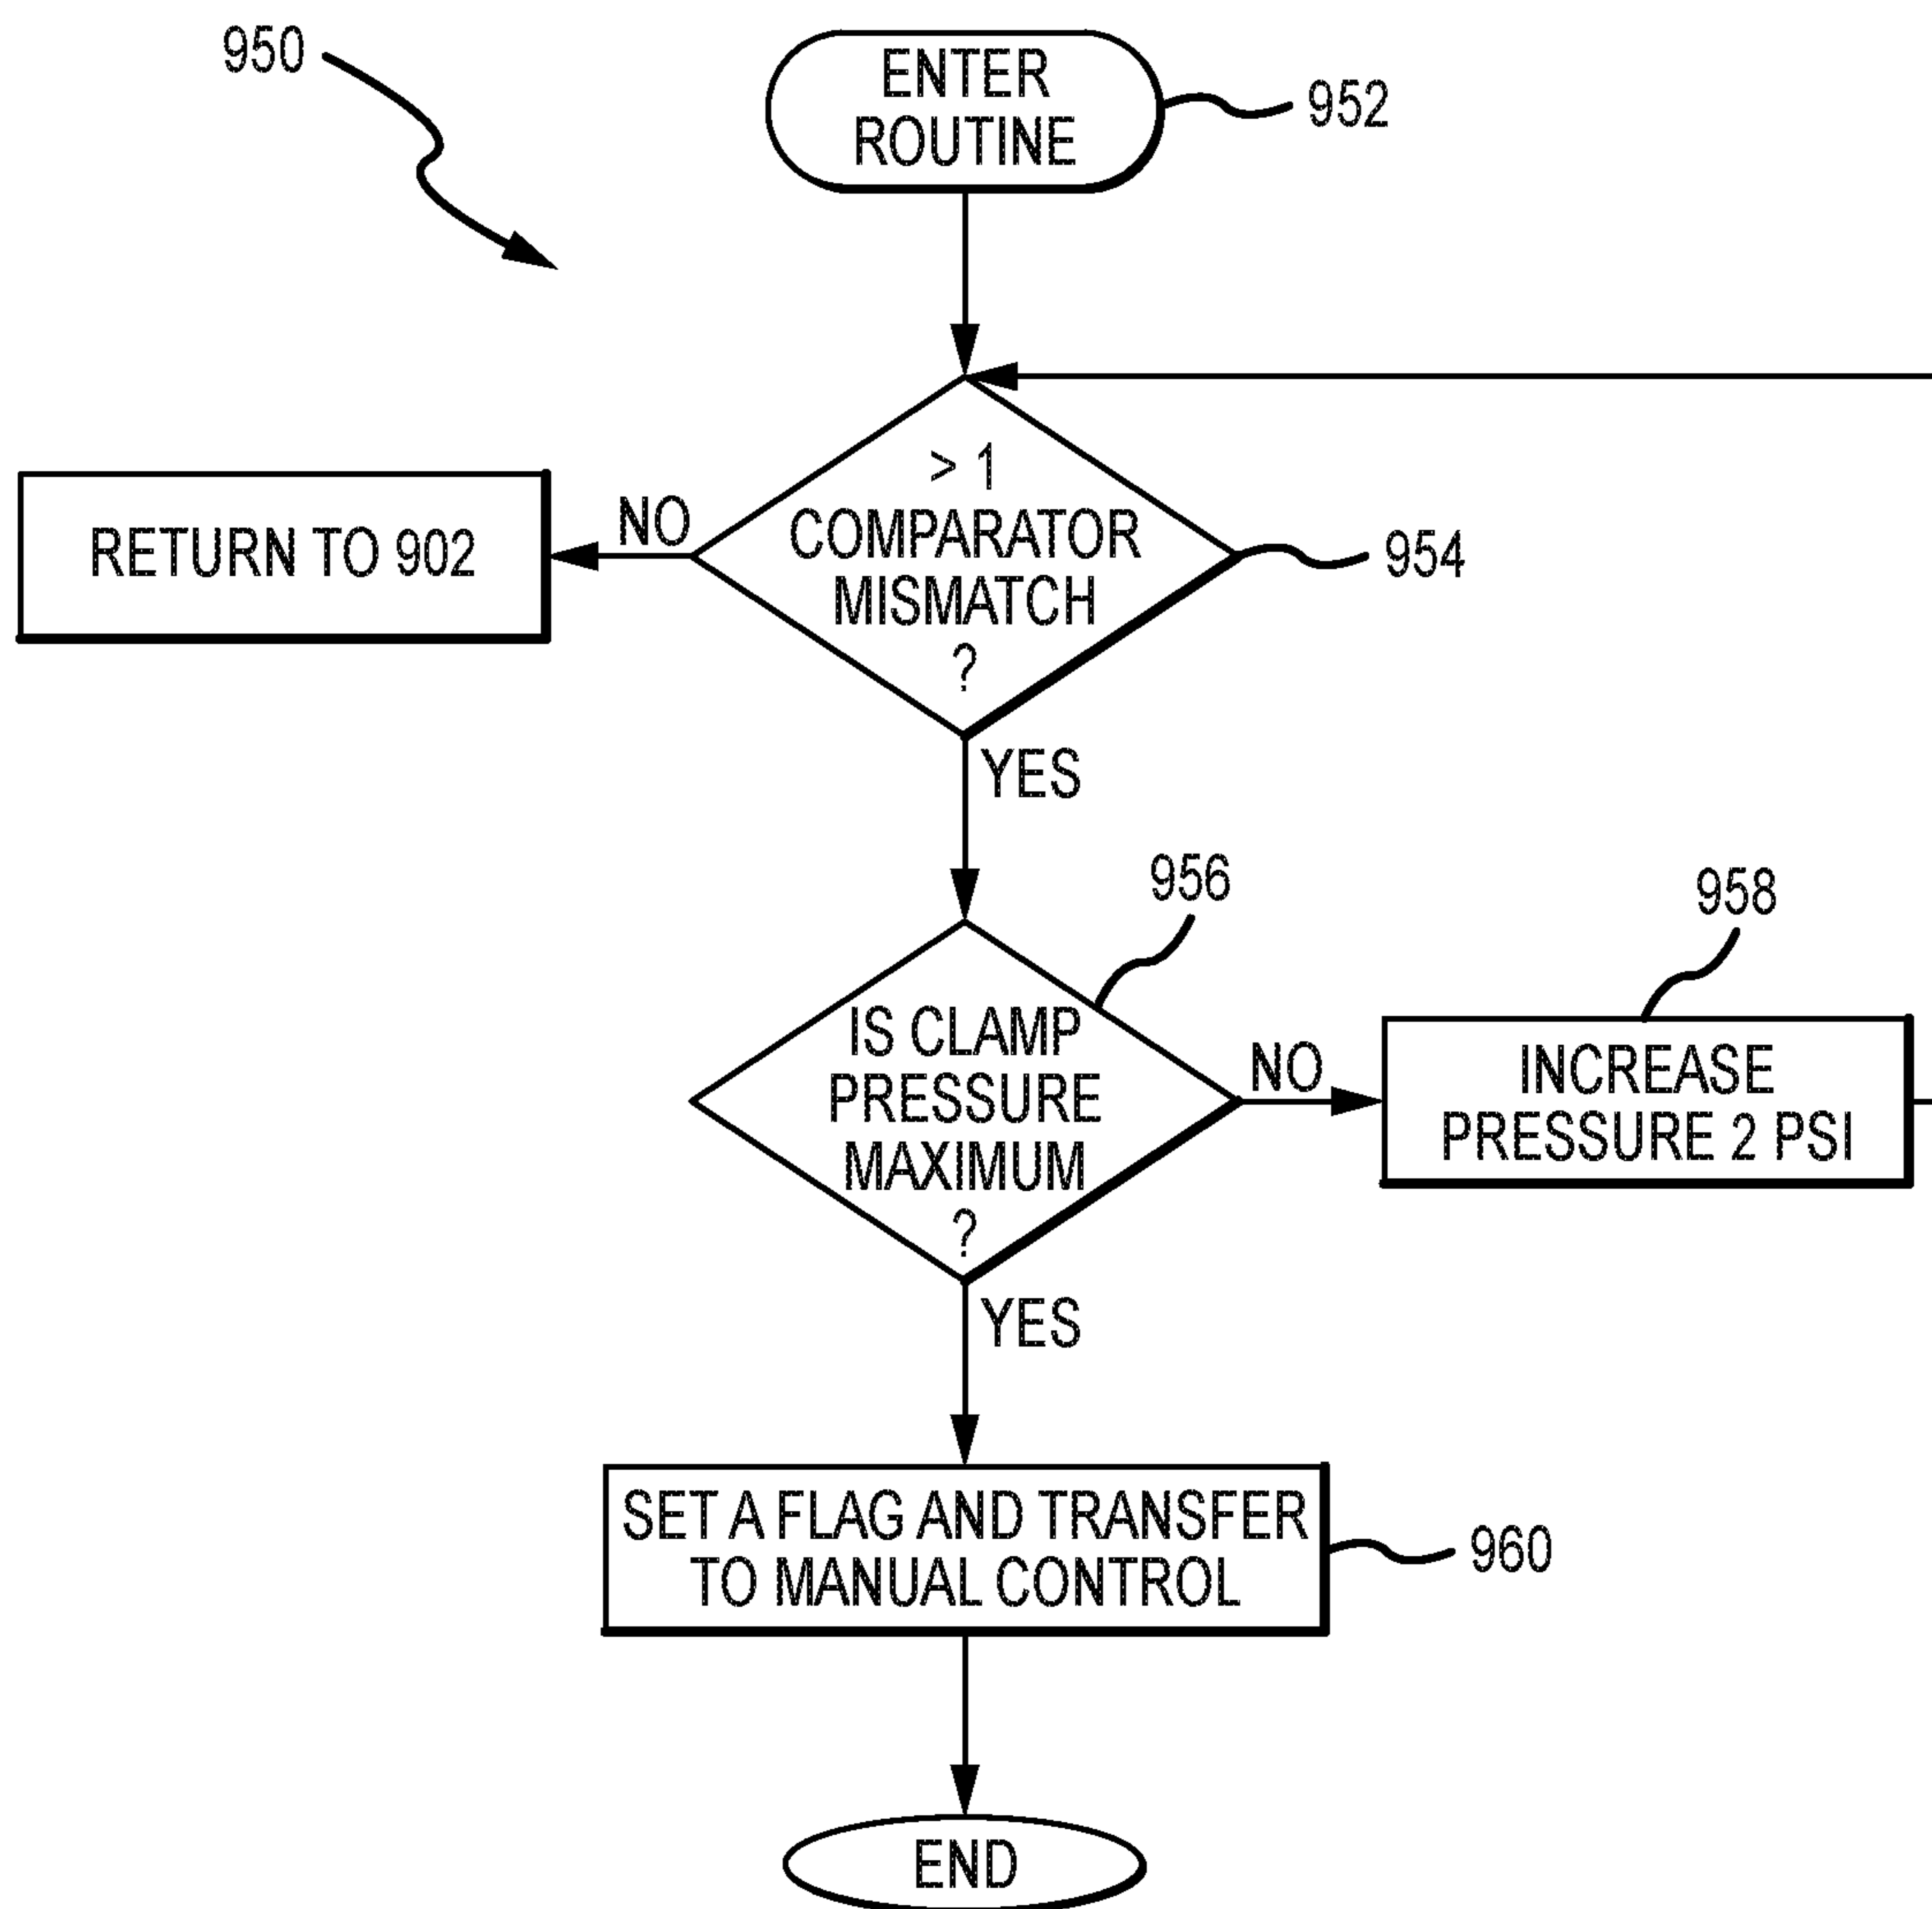 950
ENTER
ROUTINE
952
> 1
COMPARATOR
MISMATCH
?
954
NO
RETURN TO 902
YES
956
958
IS CLAMP
PRESSURE
MAXIMUM
?
NO
INCREASE
PRESSURE 2 PSI
YES
SET A FLAG AND TRANSFER
TO MANUAL CONTROL
960
END